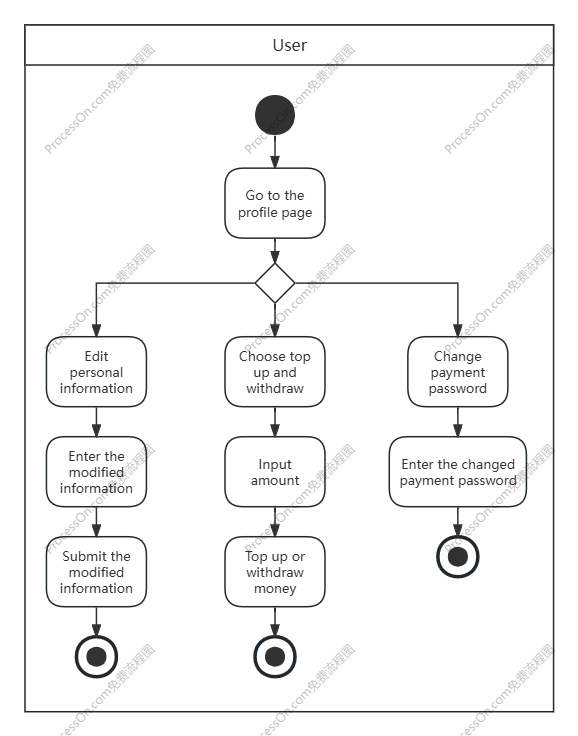 User
Go to the
profile page
Edit
personal
information
Choose top
up and
withdraw
Change
payment
password
Enter the
modified
information
Input
amount
Enter the changed
payment password
Submit the
modified
information
Top up or
withdraw
money
ProcessOn.com免费流程图
ProcessOn.com免费流程图
ProcessOn.com免费流程图
ProcessOn.com免费流程图
ProcessOn.com免费流程图
ProcessOn.com免费流程图
ProcessOn.com免费流程图
ProcessOn.com免费流程图
ProcessOn.com免费流程图
ProcessOn.com免费流程图
ProcessOn.com免费流程图
ProcessOn.com免费流程图